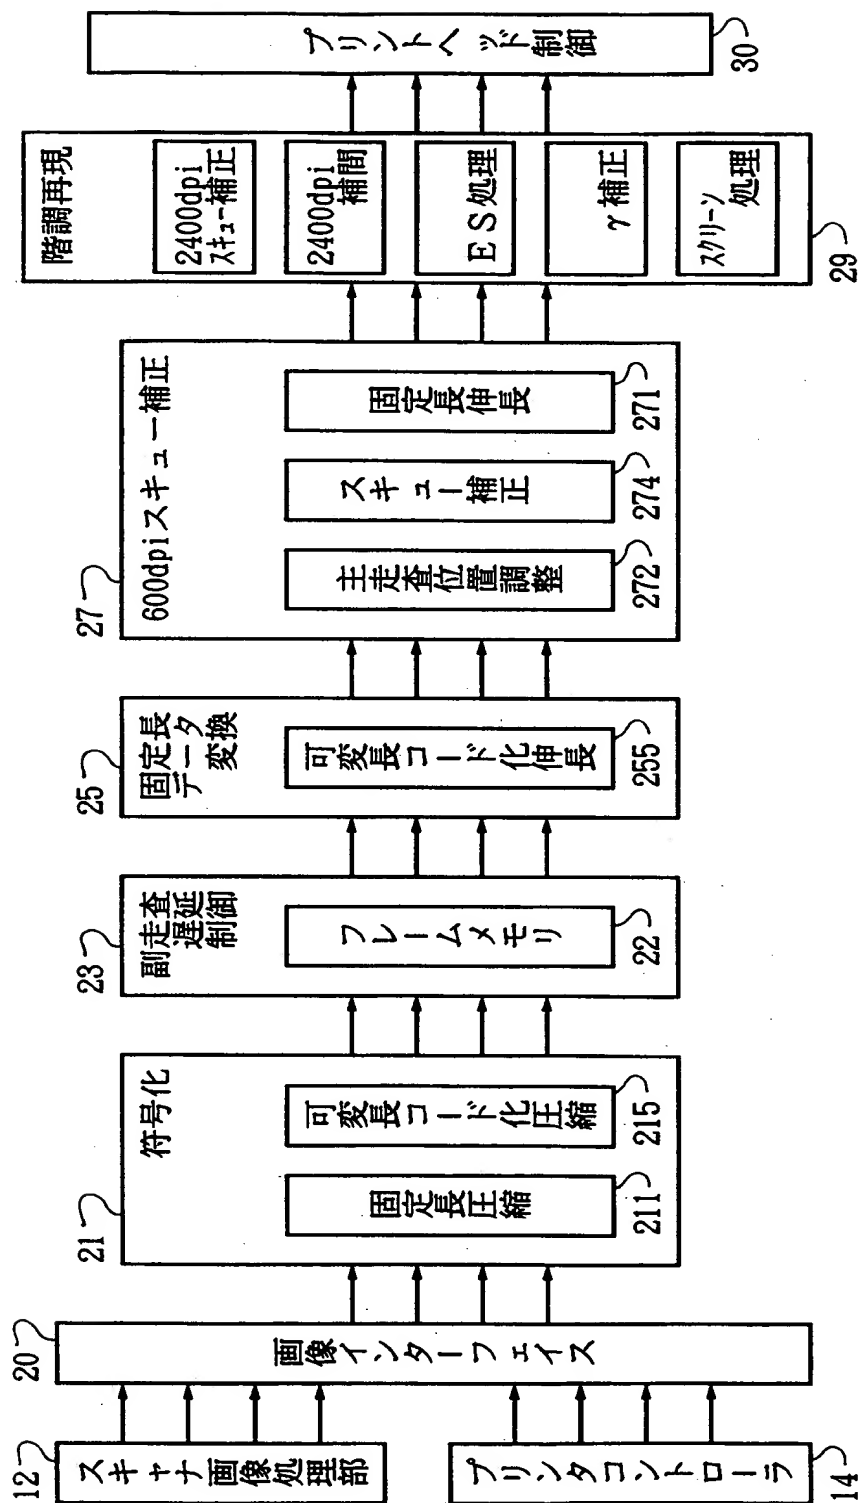 12
スキャナ画像処理部
プリンタコントローラ
14
20
画像インターフェイス
21
符号化
固定長圧縮
211
可変長コード化圧縮
215
23
副走査
遅延
制御
フレームメモリ
22
25
固定長
データ
変換
可変長コード化伸長
255
27
600dpiスキュー補正
主走査位置調整
272
スキュー補正
274
固定長伸長
271
階調再現
2400dpi
スキュー補正
2400dpi
補間
ES処理
γ補正
スクリーン
処理
29
プリントヘッド制御
30